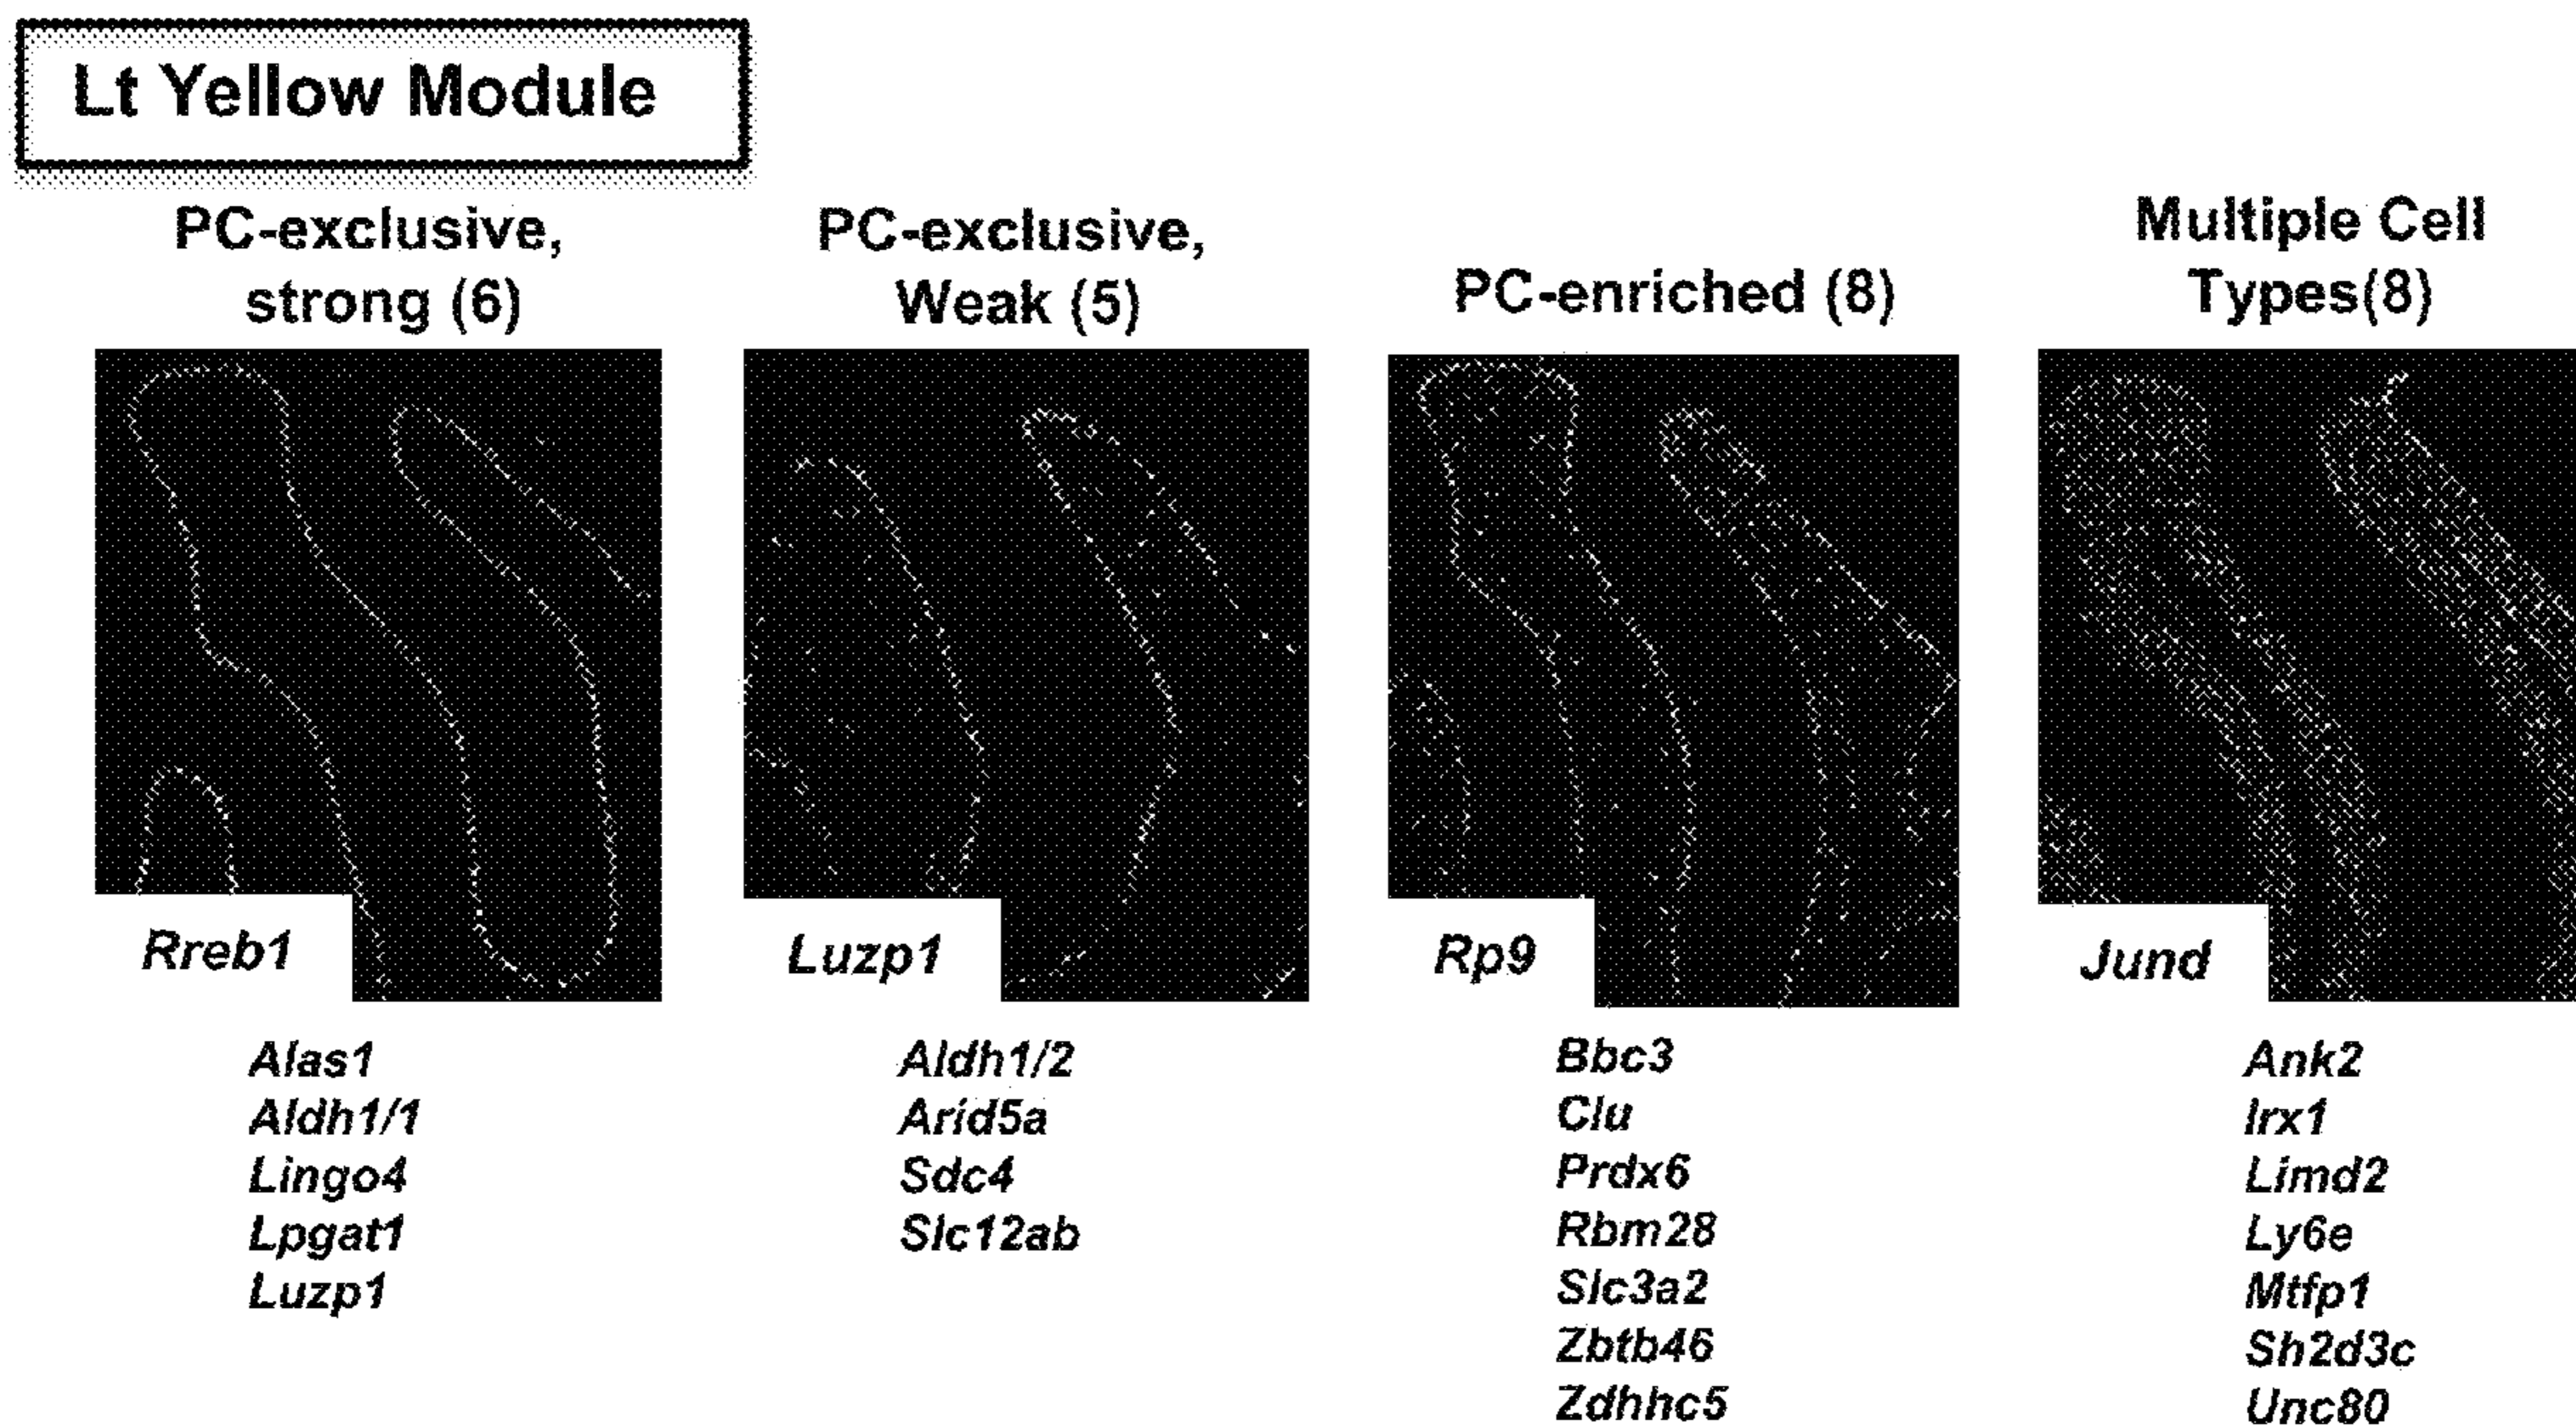 Lt Yellow Module
PC-exclusive,
strong (6)
PC-exclusive,
Weak (5)
PC-enriched (8)
Multiple Cell
Types(8)
Rreb1
Luzp1
Rp9
Jund
Alas1
Aldh1/1
Lingo4
Lpgat1
Luzp1
Aldh1/2
Arid5a
Sdc4
Slc12ab
Bbc3
Clu
Prdx6
Rbm28
Slc3a2
Zbtb46
Zdhhc5
Ank2
Irx1
Limd2
Ly6e
Mtfp1
Sh2d3c
Unc80